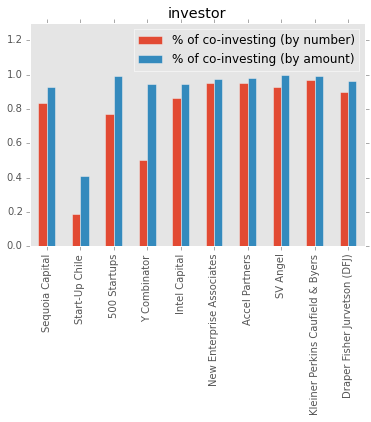 investor
% of co-investing (by number)
% of co-investing (by amount)
1.2
1.0
0.8
0.6
0.4
0.2
0.0
Sequoia Capital
Start-Up Chile
500 Startups
Y Combinator
Intel Capital
New Enterprise Associates
Accel Partners
SV Angel
Kleiner Perkins Caufield & Byers
Draper Fisher Jurvetson (DFJ)